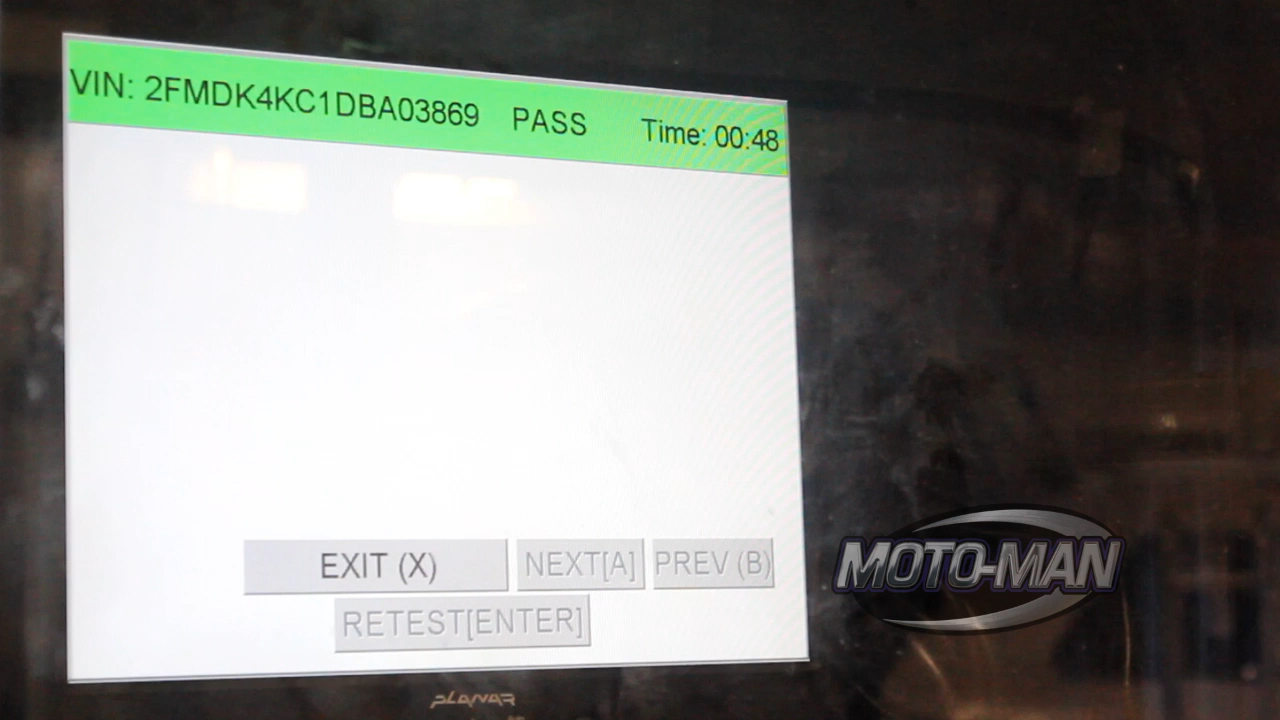 VIN: 2FMDK4KC1DBA03869 PASS Time: 00:48
EXIT (X) NEXT[A] PREV (B)
RETEST[ENTER]
MOTO-MAN
PLANAR